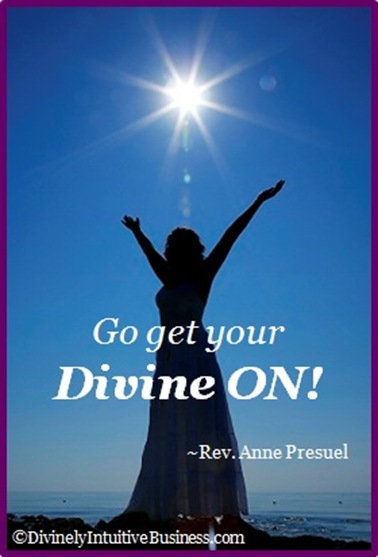 Go get your
Divine ON!
~Rev. Anne Presuel
©DivinelyIntuitiveBusiness.com